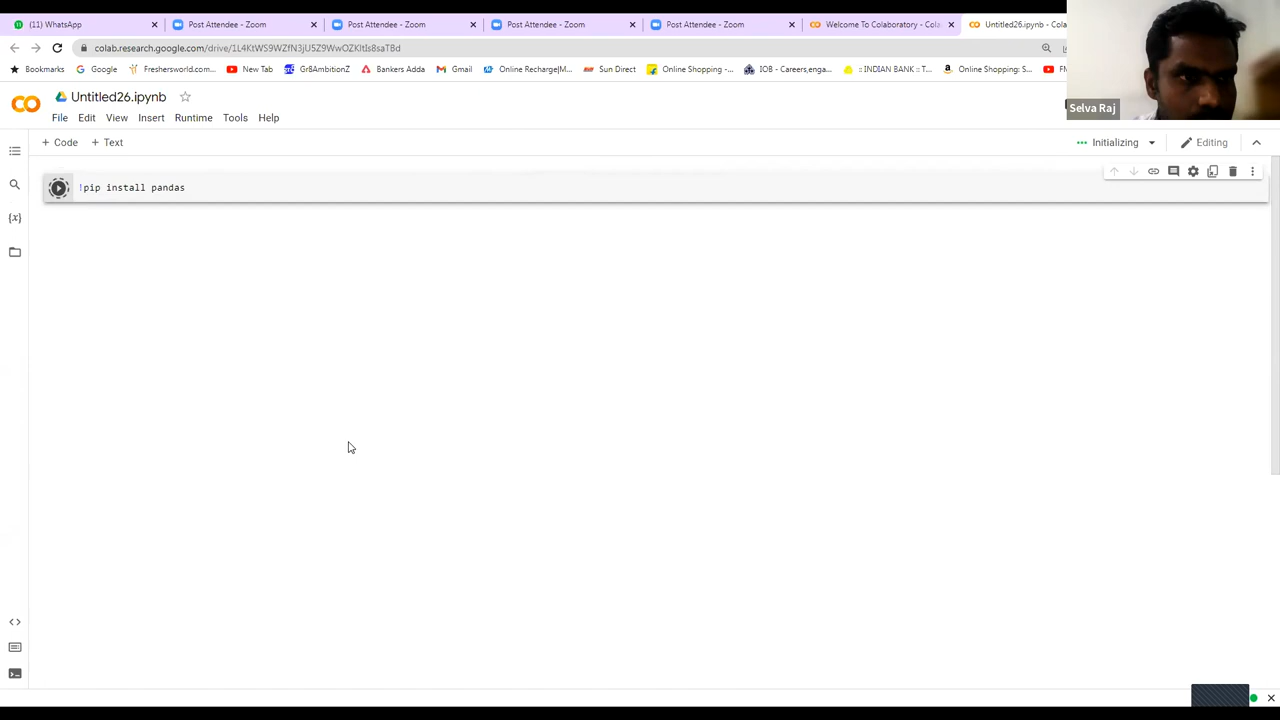 (11) WhatsApp
Post Attendee - Zoom
Post Attendee - Zoom
Post Attendee - Zoom
Post Attendee - Zoom
Welcome To Colaboratory - Cola
Untitled26.ipynb - Cola
colab.research.google.com/drive/
Bookmarks
Google
Freshersworld.com...
New Tab
Gr8AmbitionZ
Bankers Adda
Gmail
Online Recharge|M...
Sun Direct
Online Shopping -...
IOB - Careers,enga...
:: INDIAN BANK :: T...
Online Shopping: S...
Selva Raj
Untitled26.ipynb
File Edit View Insert Runtime Tools Help
+ Code + Text
Initializing
Editing
!pip install pandas
{x}